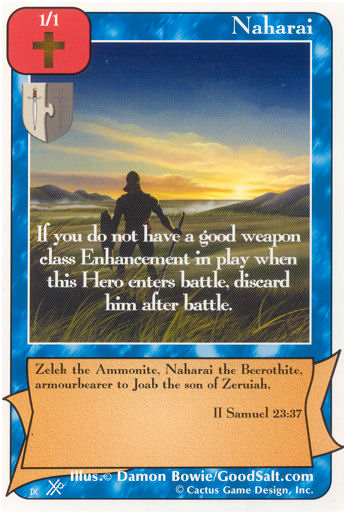 1/1
Naharai
If you do not have a good weapon
class Enhancement in play when
this Hero enters battle, discard
him after battle.
Zelek the Ammonite, Naharai the Beerothite,
armourbearer to Joab the son of Zeruiah,
II Samuel 23:37
Illus.© Damon Bowie/GoodSalt.com
IX
© Cactus Game Design, Inc.